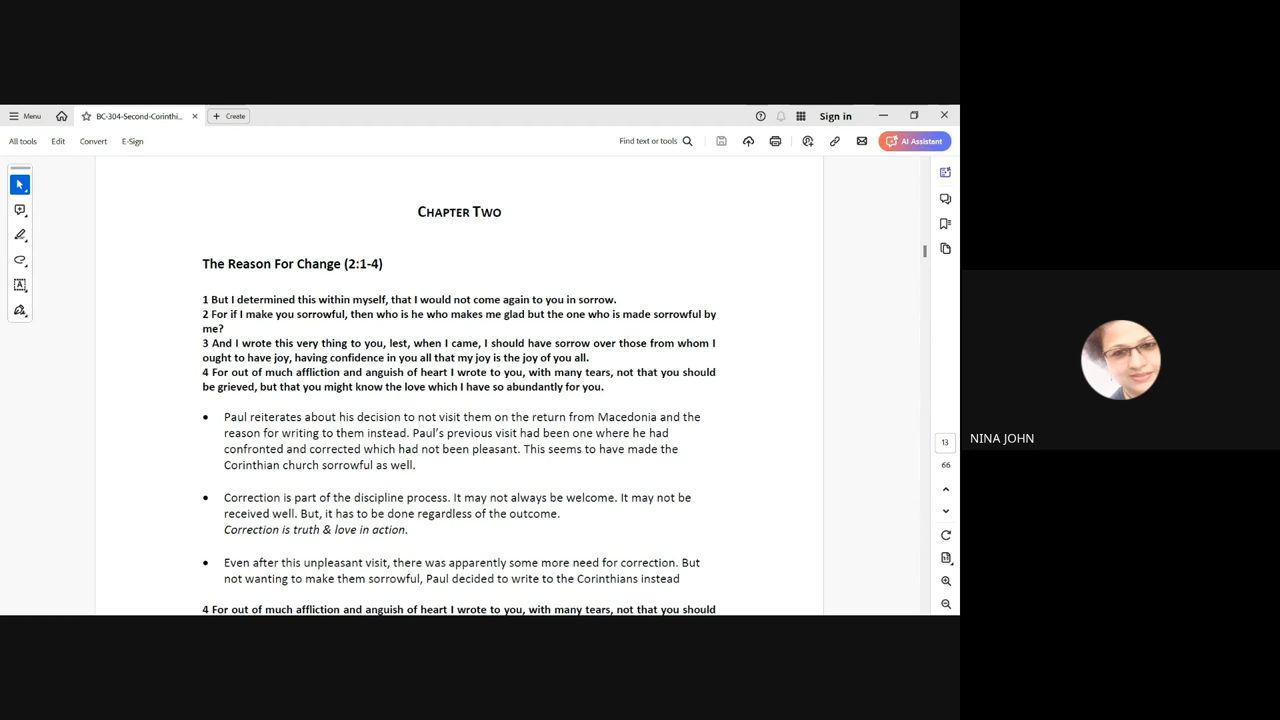 Menu
BC-304-Second-Corinthi...
Create
Sign in
All tools
Edit
Convert
E-Sign
Find text or tools
AI Assistant
CHAPTER TWO
The Reason For Change (2:1-4)
1 But I determined this within myself, that I would not come again to you in sorrow.
2 For if I make you sorrowful, then who is he who makes me glad but the one who is made sorrowful by
me?
3 And I wrote this very thing to you, lest, when I came, I should have sorrow over those from whom I
ought to have joy, having confidence in you all that my joy is the joy of you all.
4 For out of much affliction and anguish of heart I wrote to you, with many tears, not that you should
be grieved, but that you might know the love which I have so abundantly for you.
• Paul reiterates about his decision to not visit them on the return from Macedonia and the
reason for writing to them instead. Paul's previous visit had been one where he had
confronted and corrected which had not been pleasant. This seems to have made the
Corinthian church sorrowful as well.
• Correction is part of the discipline process. It may not always be welcome. It may not be
received well. But, it has to be done regardless of the outcome.
Correction is truth & love in action.
• Even after this unpleasant visit, there was apparently some more need for correction. But
not wanting to make them sorrowful, Paul decided to write to the Corinthians instead
4 For out of much affliction and anguish of heart I wrote to you, with many tears, not that you should
13
66
NINA JOHN